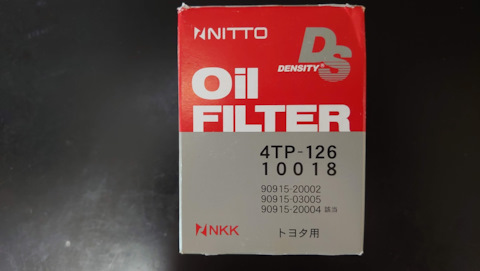 NITTO
DS
DENSITY®
Oil
FILTER
4TP-126
10018
90915-20002
90915-03005
90915-20004 該当
NKK トヨタ用